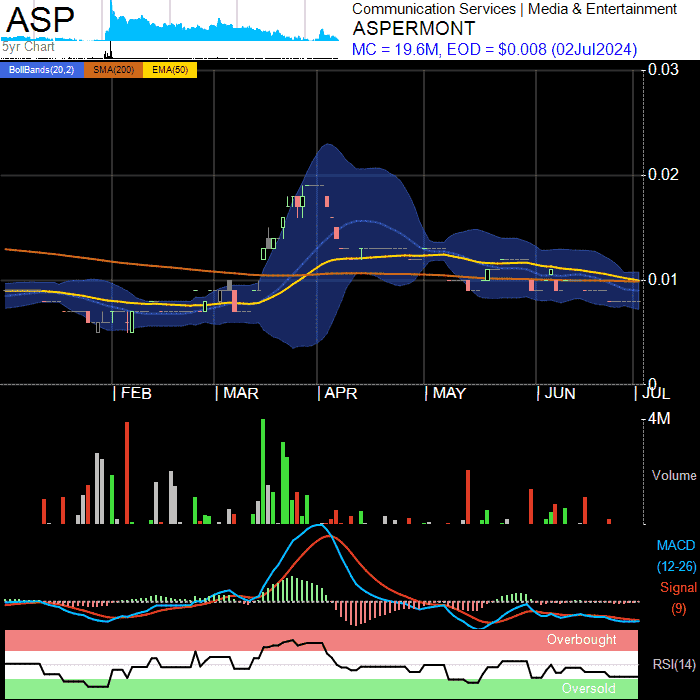 ASP
5yr Chart
Communication Services | Media & Entertainment
ASPERMONT
MC = 19.6M, EOD = $0.008 (02Jul2024)
BollBands(20,2) SMA(200) EMA(50)
0.03
0.02
0.01
0
FEB MAR APR MAY JUN JUL
4M
Volume
MACD
(12-26)
Signal
(9)
Overbought
RSI(14)
Oversold